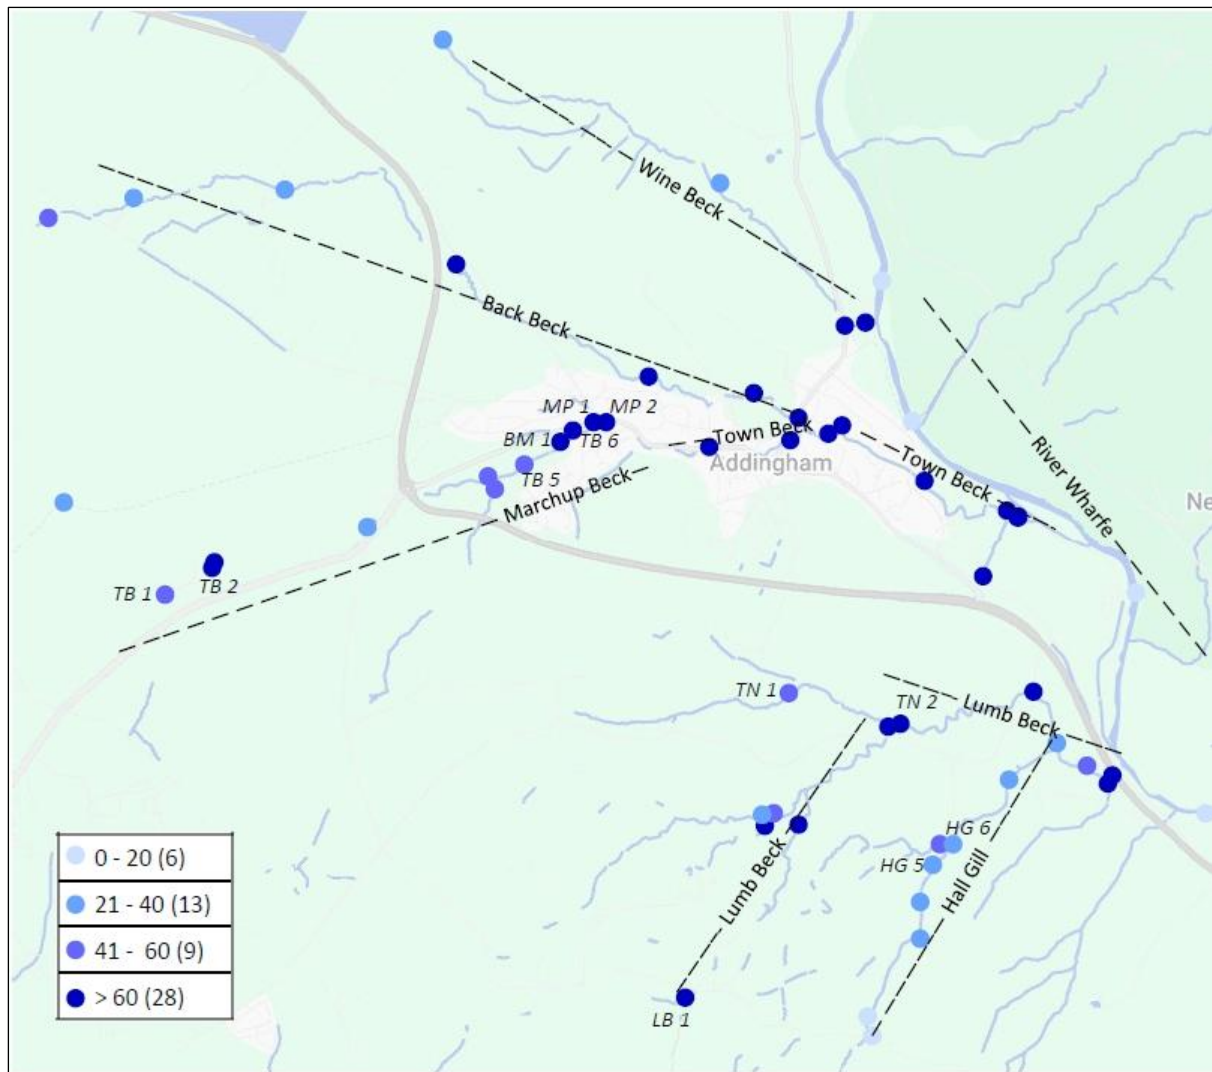 Wine Beck
Back Beck
MP 1
MP 2
BM 1
TB 6
Town Beck
TB 5
Addingham
Town Beck
River Wharfe
Marchup Beck
Ne
TB 1
TB 2
TN 1
TN 2
Lumb Beck
HG 6
HG 5
Lumb Beck
Hall Gill
LB 1
0 - 20 (6)
21 - 40 (13)
41 - 60 (9)
> 60 (28)